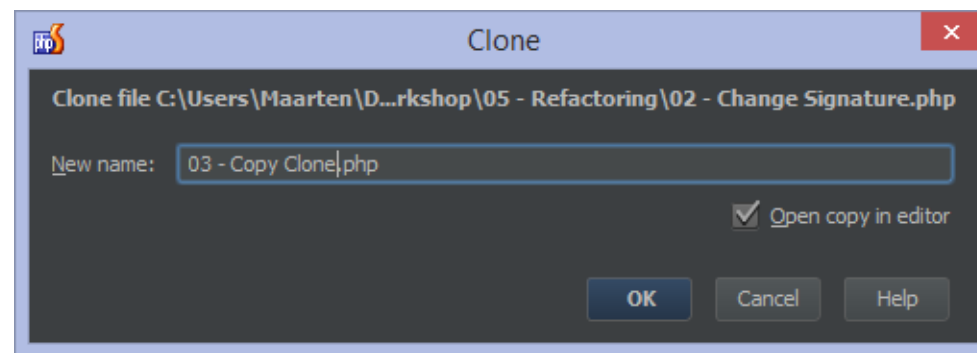 Clone
Clone file C:\Users\Maarten\D...rkshop\05 - Refactoring\02 - Change Signature.php
New name: 03 - Copy Clone.php
Open copy in editor
OK Cancel Help